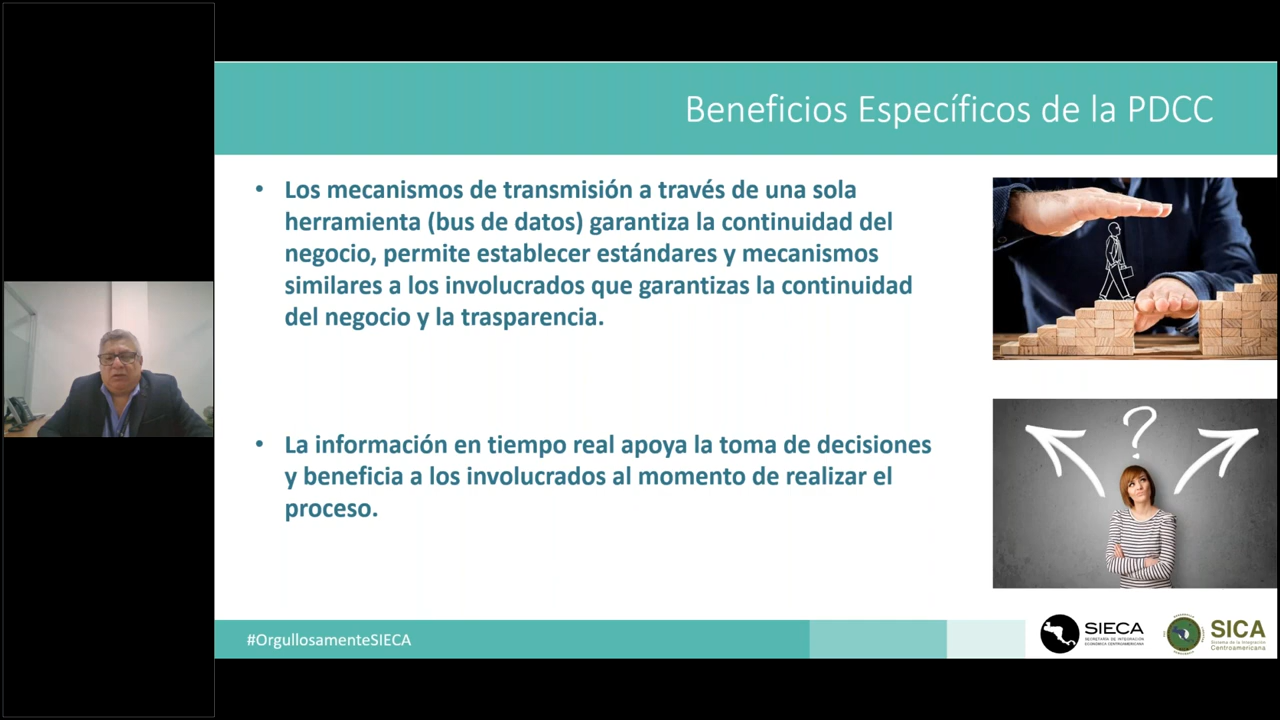 Beneficios Específicos de la PDCC
• Los mecanismos de transmisión a través de una sola
herramienta (bus de datos) garantiza la continuidad del
negocio, permite establecer estándares y mecanismos
similares a los involucrados que garantizas la continuidad
del negocio y la trasparencia.
• La información en tiempo real apoya la toma de decisiones
y beneficia a los involucrados al momento de realizar el
proceso.
?
#OrgullosamenteSIECA
SIECA
SECRETARÍA DE INTEGRACIÓN
ECONÓMICA CENTROAMERICANA
SICA
Sistema de la Integración
Centroamericana